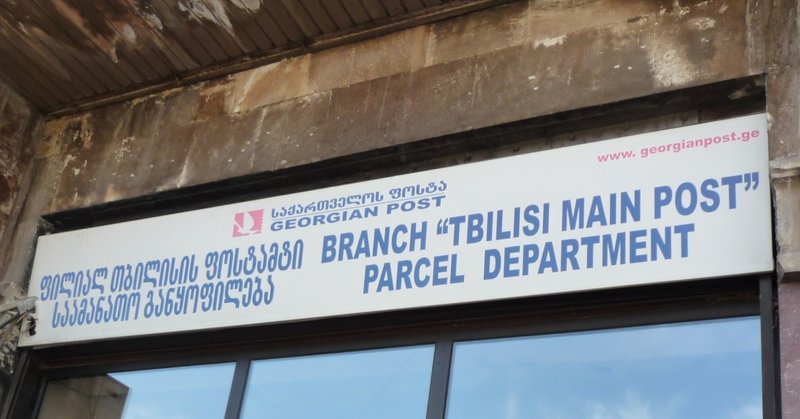 www. georgianpost.ge
საქართველოს ფოსტა
GEORGIAN POST
ფილიალ თბილისის ფოსტამტი
საამანათო განყოფილება
BRANCH “TBILISI MAIN POST”
PARCEL DEPARTMENT